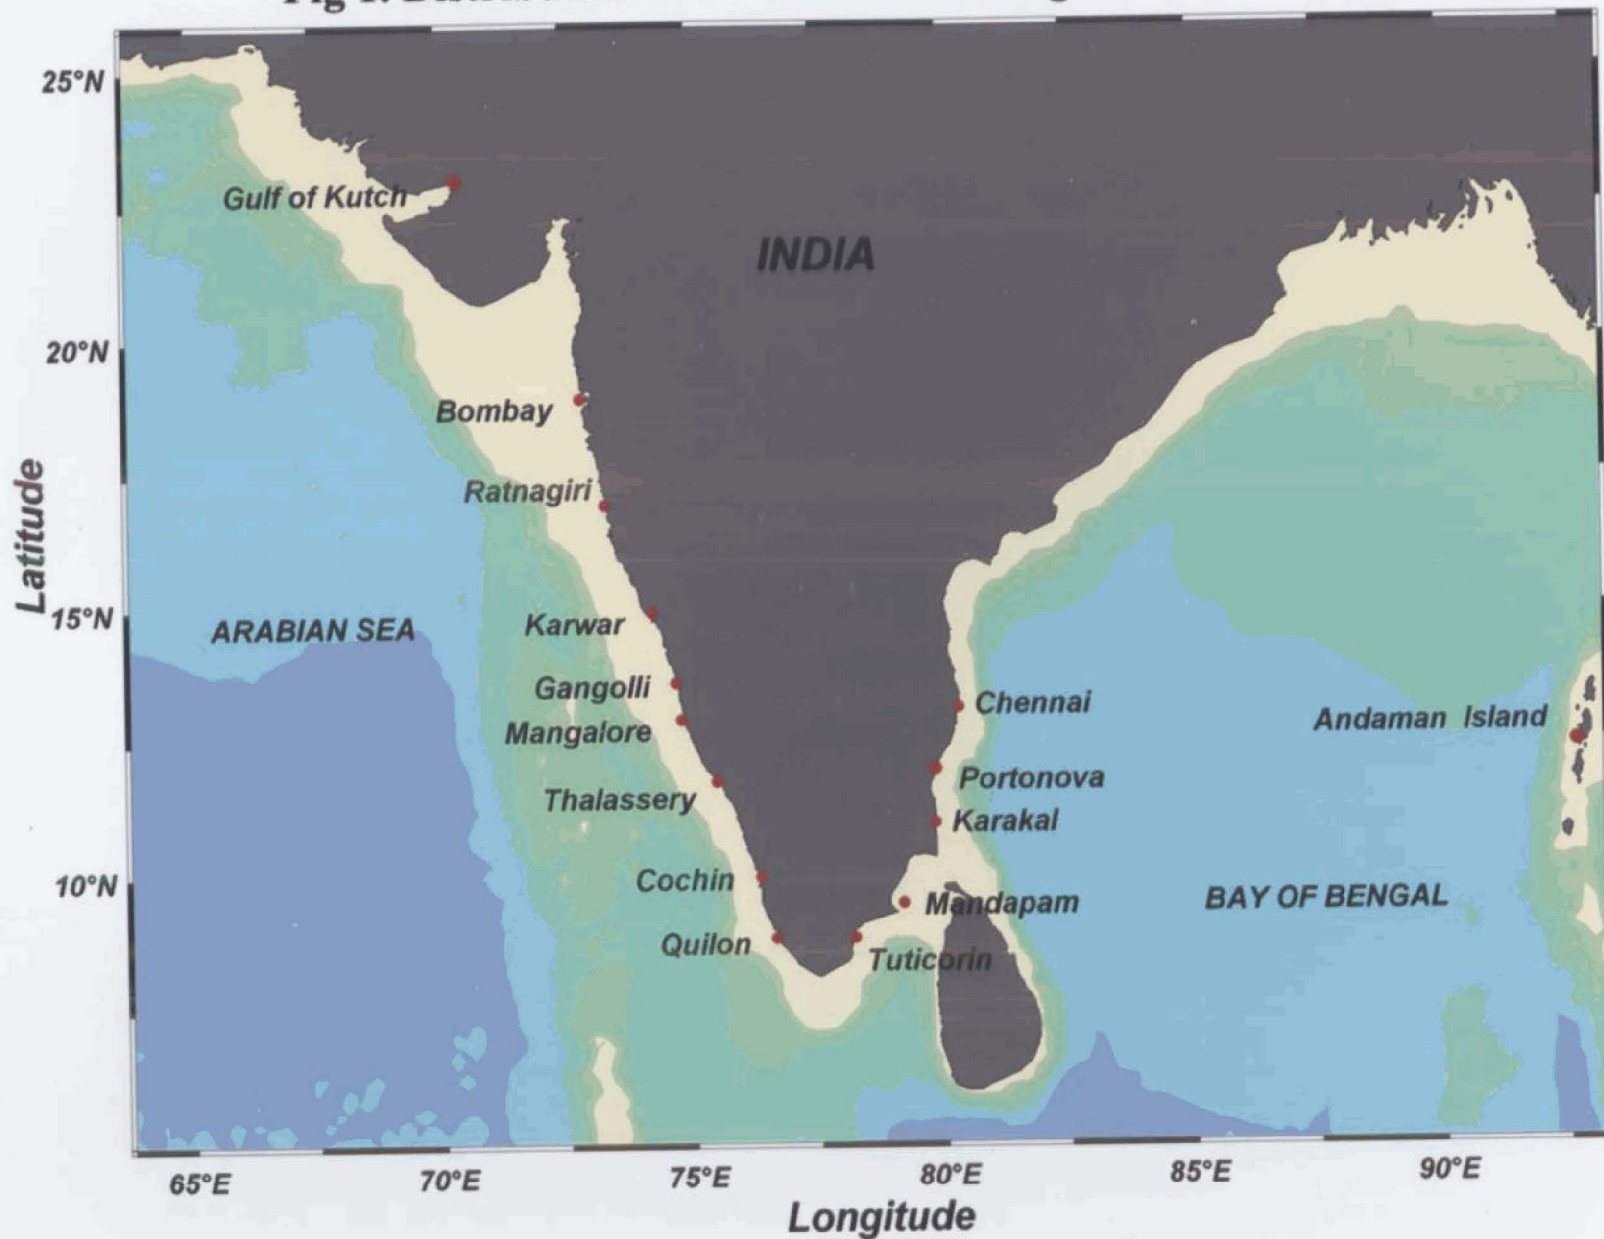 25°N
Gulf of Kutch
INDIA
20°N
Bombay
Ratnagiri
Latitude
15°N
ARABIAN SEA
Karwar
Gangolli
Chennai
Mangalore
Andaman Island
Portonova
Thalassery
Karakal
10°N
Cochin
Mandapam
BAY OF BENGAL
Quilon
Tuticorin
65°E 70°E 75°E 80°E 85°E 90°E
Longitude